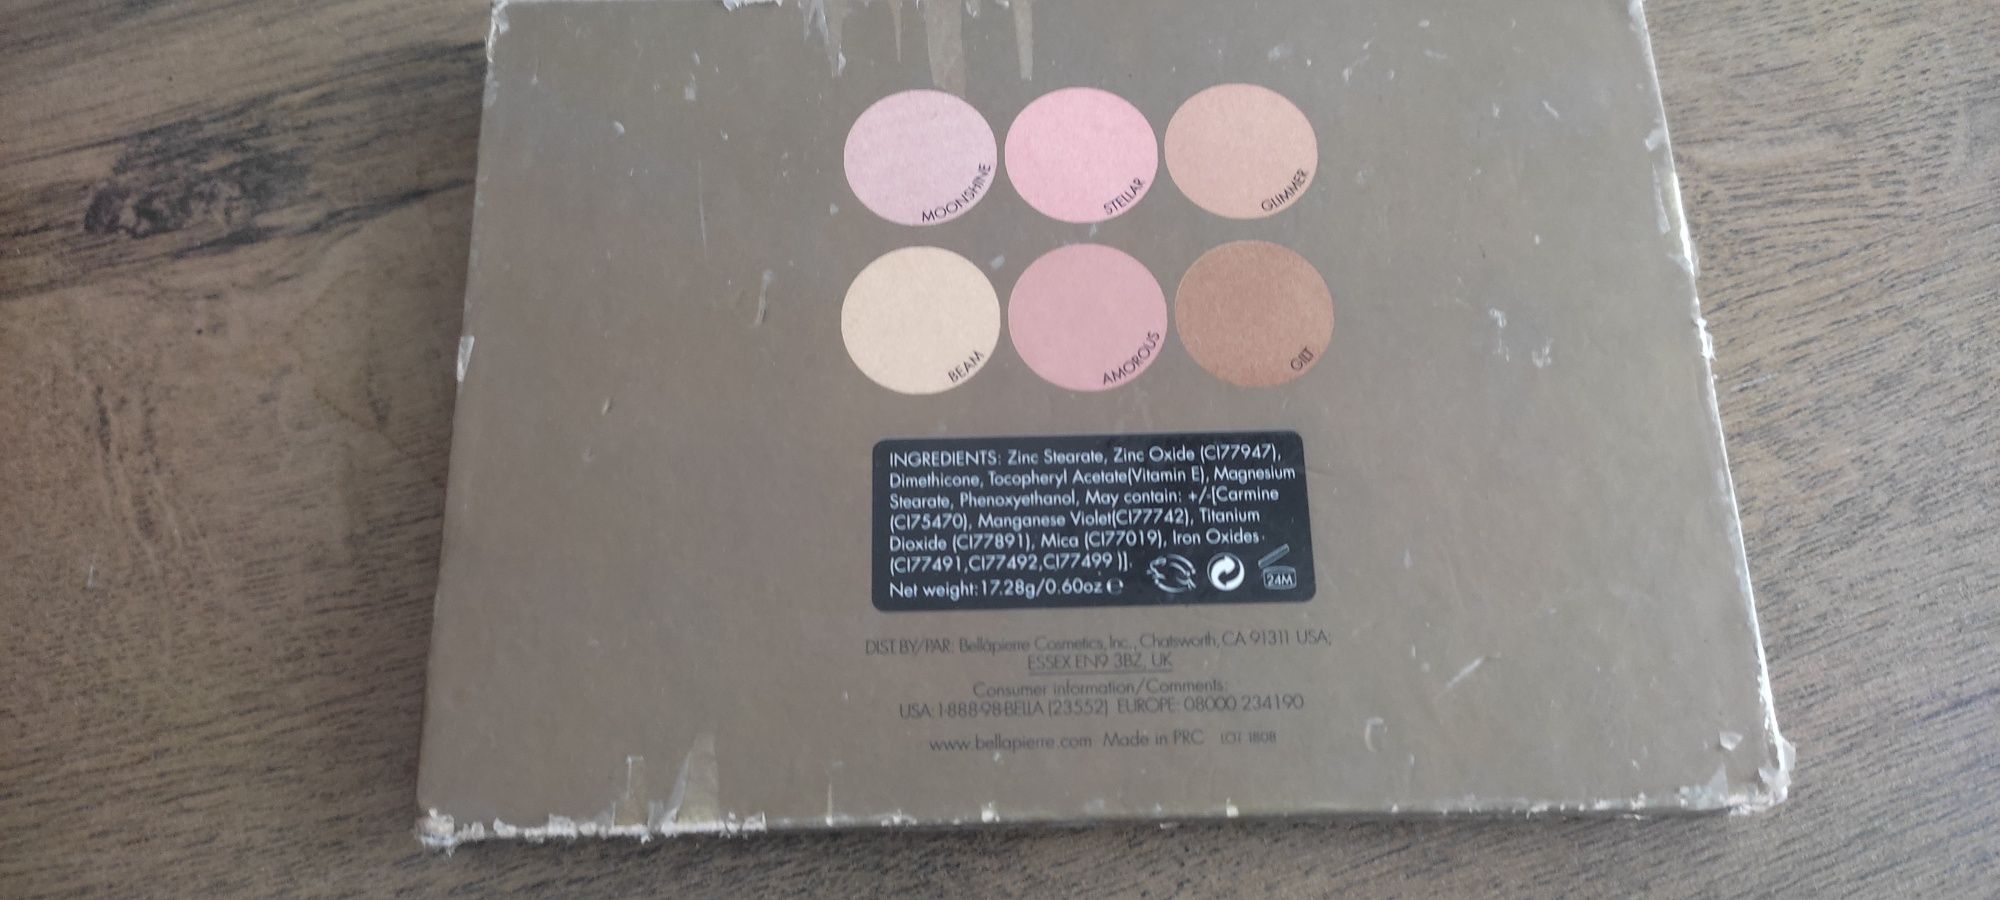 MOONSHINE
STELLAR
GLIMMER
BEAM
AMOROUS
GILT
INGREDIENTS: Zinc Stearate, Zinc Oxide (CI77947),
Dimethicone, Tocopheryl Acetate(Vitamin E), Magnesium
Stearate, Phenoxyethanol, May contain: +/-[Carmine
(CI75470), Manganese Violet(CI77742), Titanium
Dioxide (CI77891), Mica (CI77019), Iron Oxides
(CI77491,CI77492,CI77499 )].
Net weight:17.28g/0.60oz ℮
24M
DIST.BY/PAR: Bellápierre Cosmetics, Inc., Chatsworth, CA 91311 USA;
ESSEX EN9 3BZ, UK
Consumer information/Comments:
USA: 1-888-98-BELLA (23552) EUROPE: 08000 234190
www.bellapierre.com Made in PRC LOT 1808